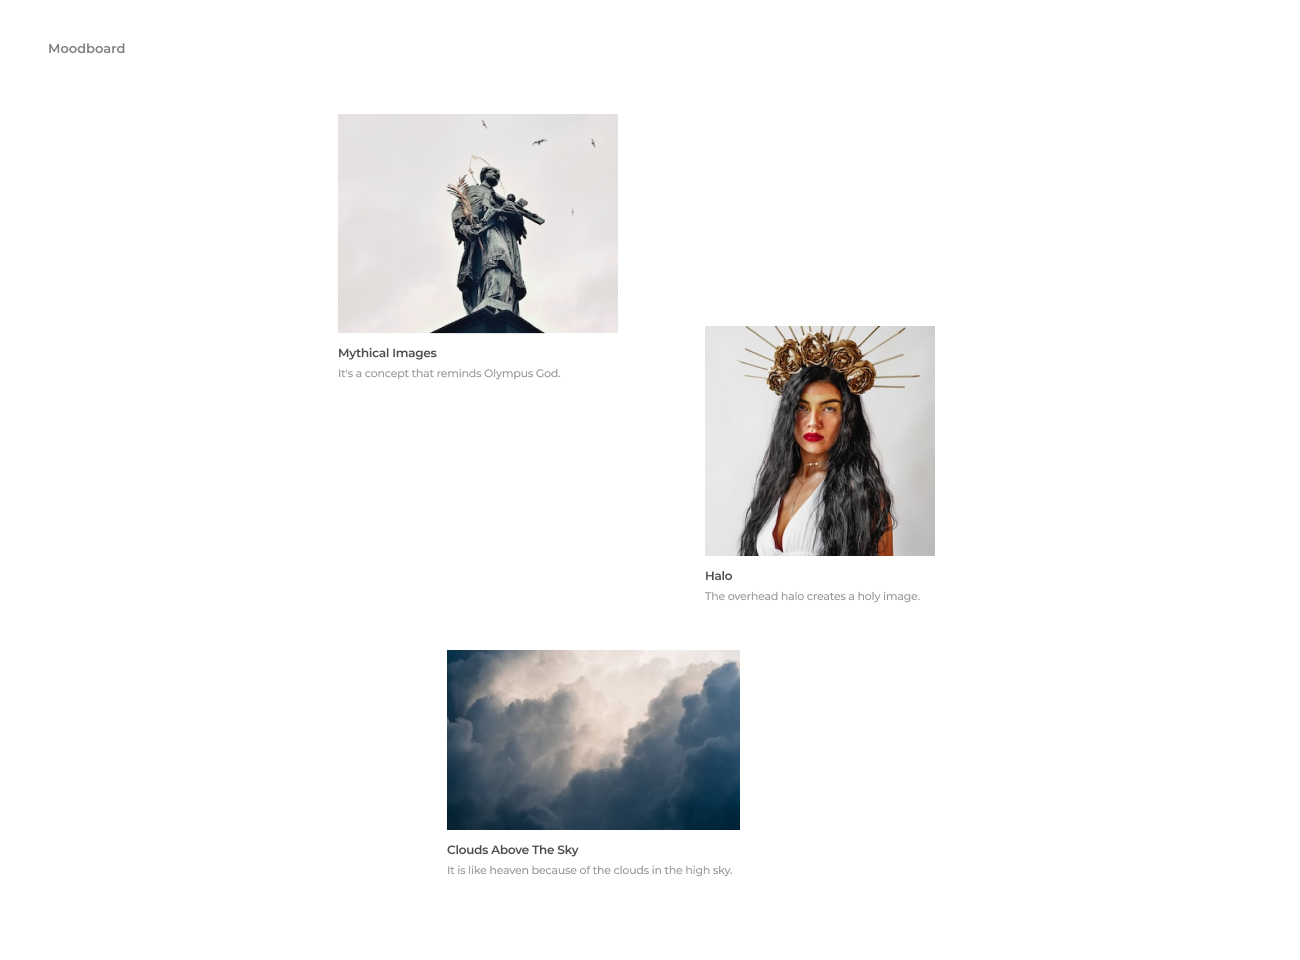 Moodboard
Mythical Images
It's a concept that reminds Olympus God.
Halo
The overhead halo creates a holy image.
Clouds Above The Sky
It is like heaven because of the clouds in the high sky.